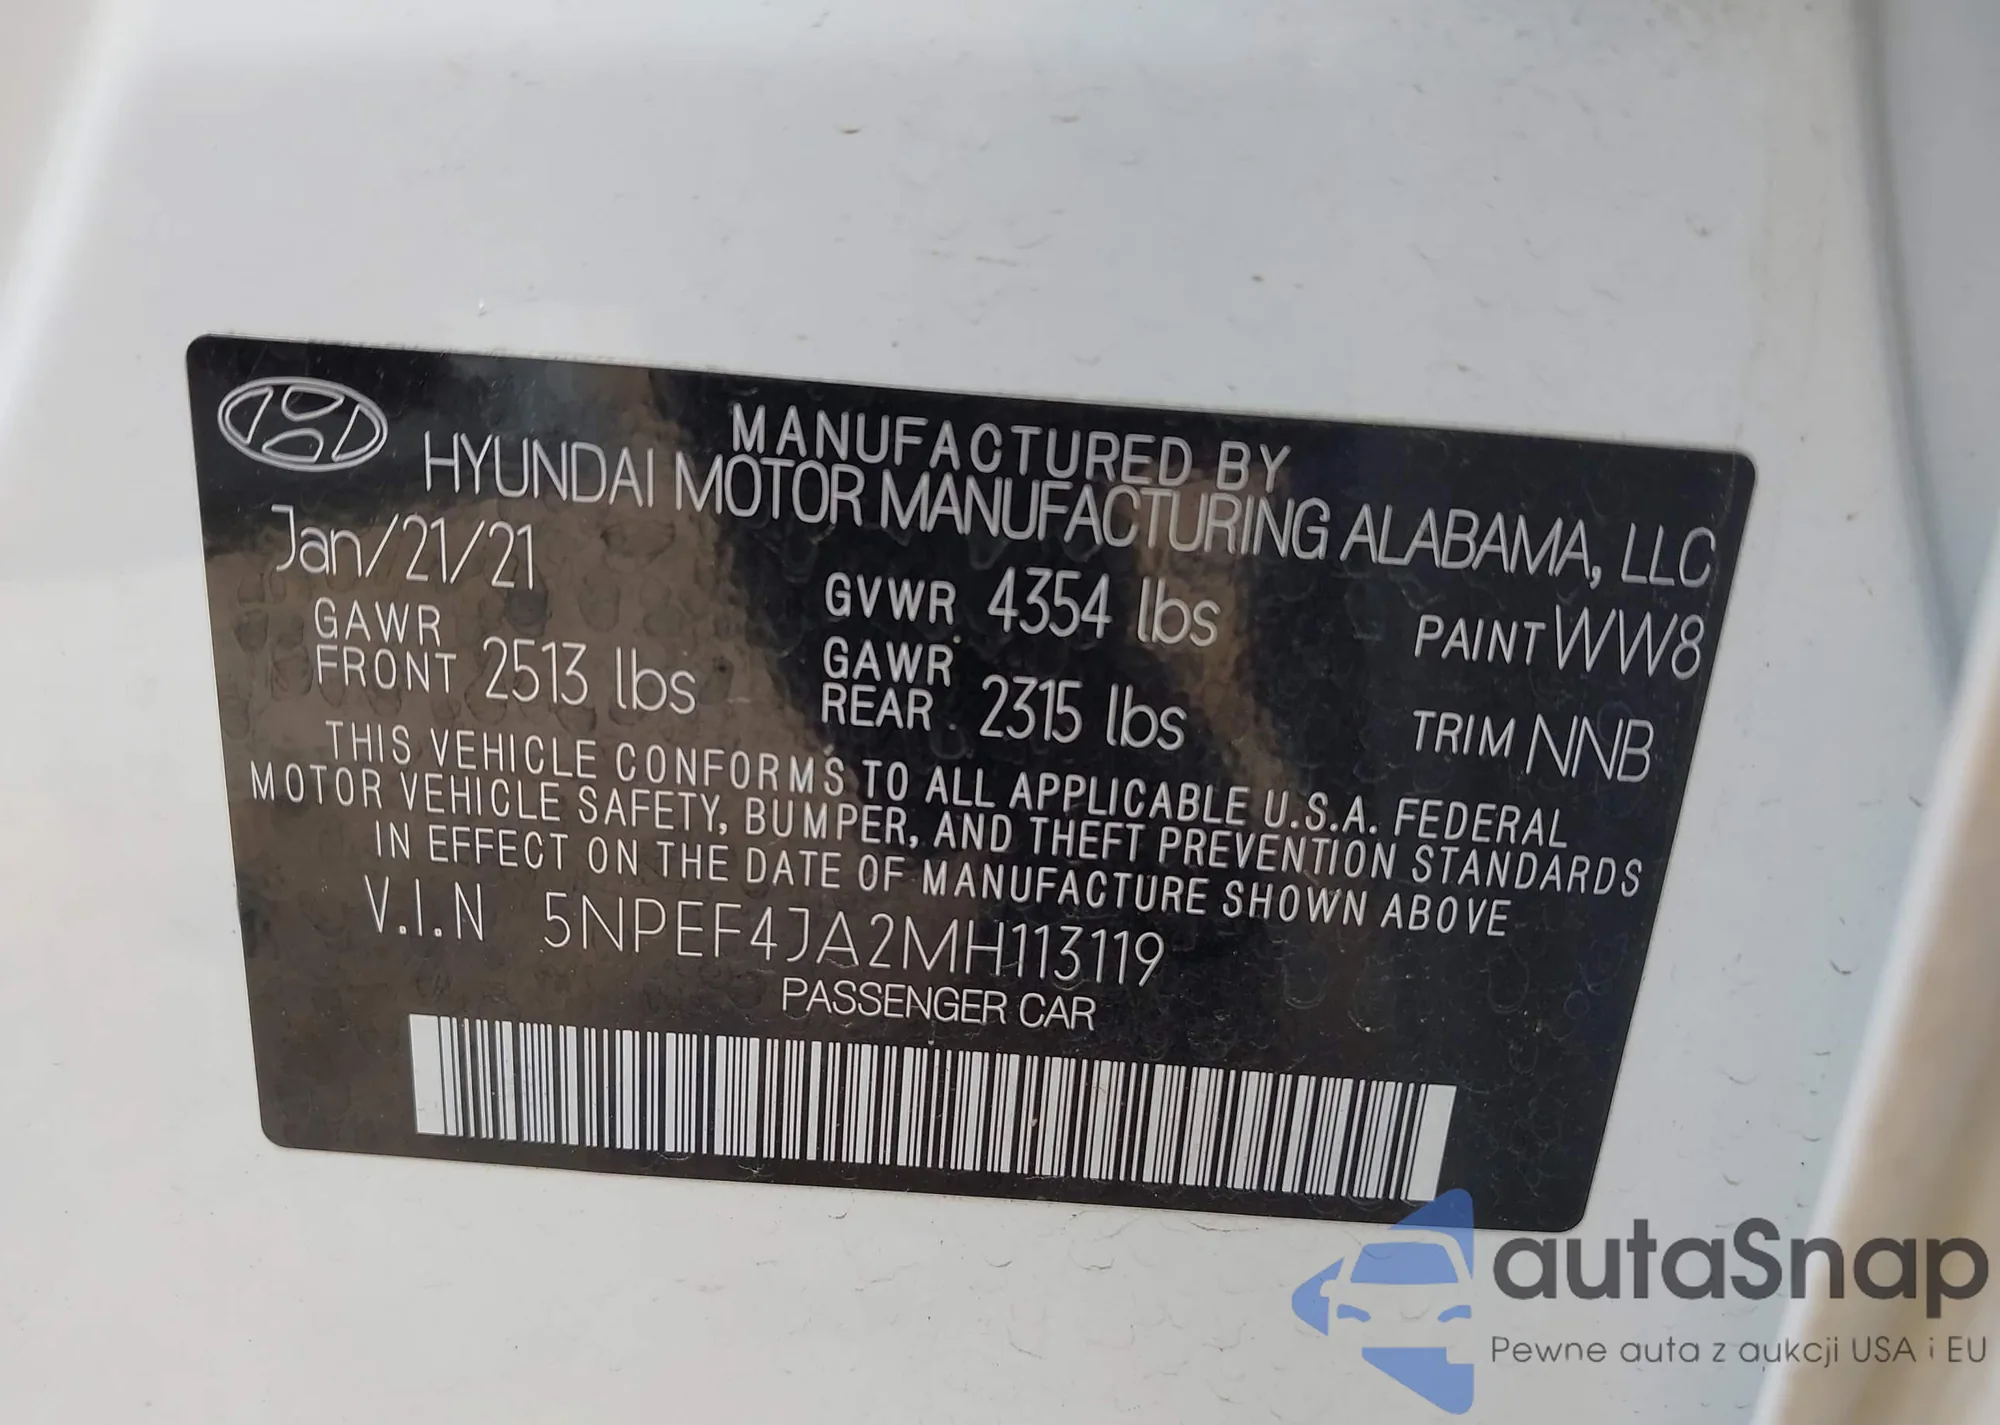 MANUFACTURED BY
HYUNDAI MOTOR MANUFACTURING ALABAMA, LLC
Jan/21/21
GVWR 4354 lbs
PAINT WW8
GAWR
FRONT 2513 lbs
GAWR
REAR 2315 lbs
TRIM NNB
THIS VEHICLE CONFORMS TO ALL APPLICABLE U.S.A. FEDERAL
MOTOR VEHICLE SAFETY, BUMPER, AND THEFT PREVENTION STANDARDS
IN EFFECT ON THE DATE OF MANUFACTURE SHOWN ABOVE
V.I.N 5NPEF4JA2MH113119
PASSENGER CAR
autaSnap
Pewne auta z aukcji USA i EU